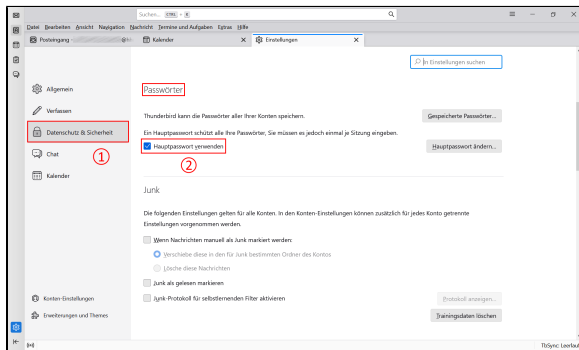 Suchen... CTRL + K
Datei Bearbeiten Ansicht Navigation Nachricht Termine und Aufgaben Extras Hilfe
Posteingang - Kalender Einstellungen
In Einstellungen suchen
Allgemein
Verfassen
Datenschutz & Sicherheit
①
Chat
Kalender
Passwörter
Thunderbird kann die Passwörter aller Ihrer Konten speichern.
Gespeicherte Passwörter...
Ein Hauptpasswort schützt alle Ihre Passwörter, Sie müssen es jedoch einmal je Sitzung eingeben.
Hauptpasswort verwenden
Hauptpasswort ändern...
②
Junk
Die folgenden Einstellungen gelten für alle Konten. In den Konten-Einstellungen können zusätzlich für jedes Konto getrennte
Einstellungen vorgenommen werden.
Wenn Nachrichten manuell als Junk markiert werden:
Verschiebe diese in den für Junk bestimmten Ordner des Kontos
Lösche diese Nachrichten
Junk als gelesen markieren
Junk-Protokoll für selbstlernenden Filter aktivieren
Protokoll anzeigen...
Trainingsdaten löschen
Konten-Einstellungen
Erweiterungen und Themes
TbSync: Leerlauf